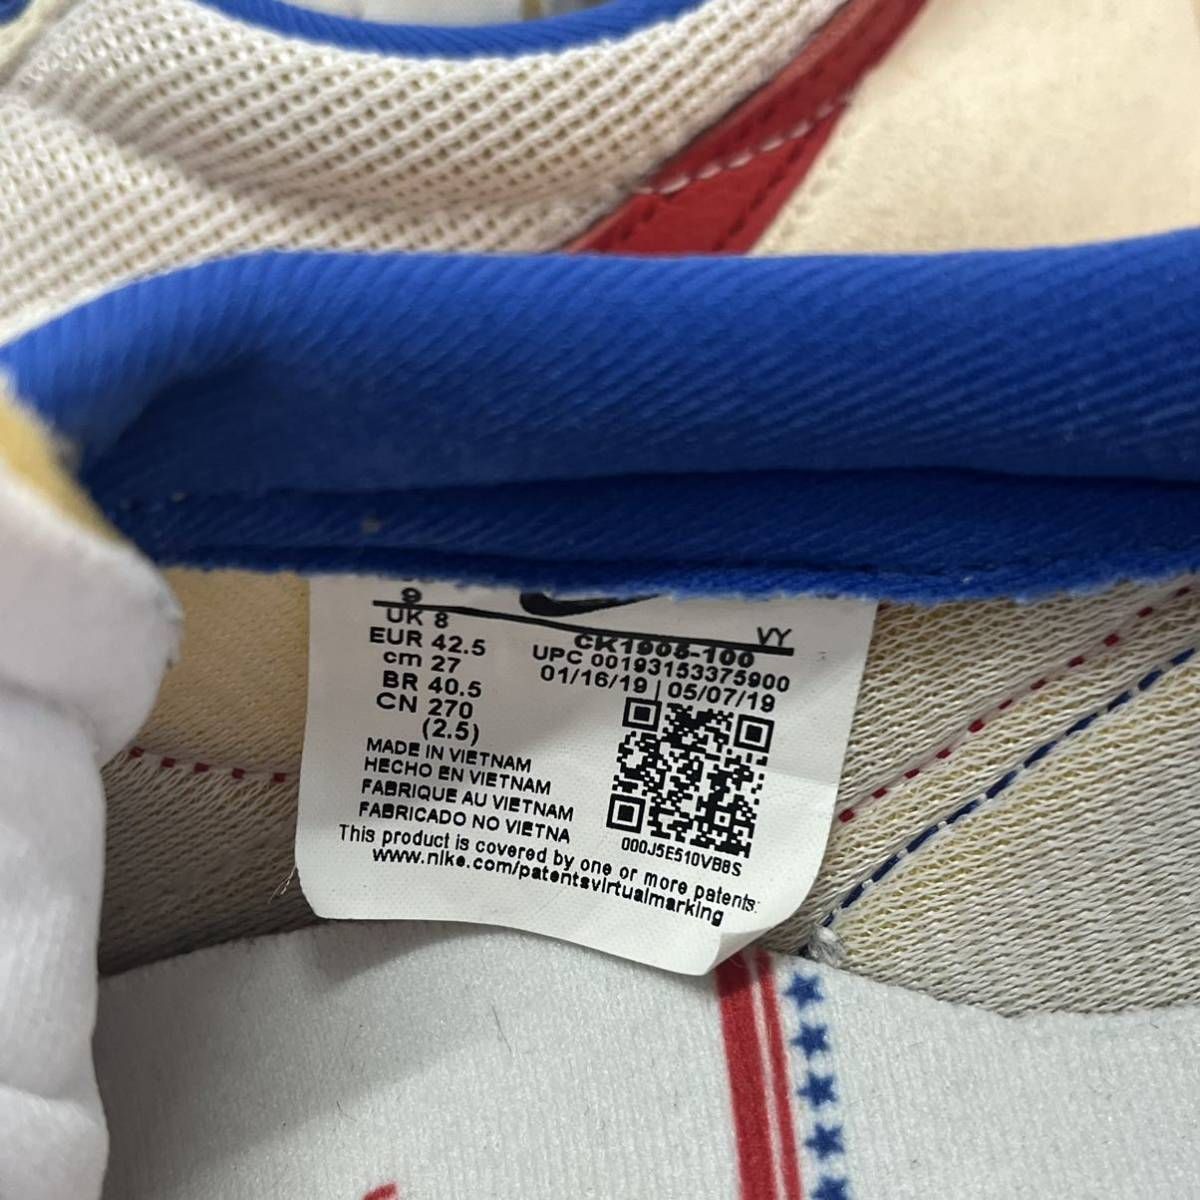 9
UK 8
EUR 42.5
cm 27
BR 40.5
CN 270
(2.5)
VY
CK1905-100
UPC 00193153375900
01/16/19 | 05/07/19
MADE IN VIETNAM
HECHO EN VIETNAM
FABRIQUE AU VIETNAM
FABRICADO NO VIETNA
000J5E510VB8S
This product is covered by one or more patents:
www.nike.com/patentsvirtualmarking